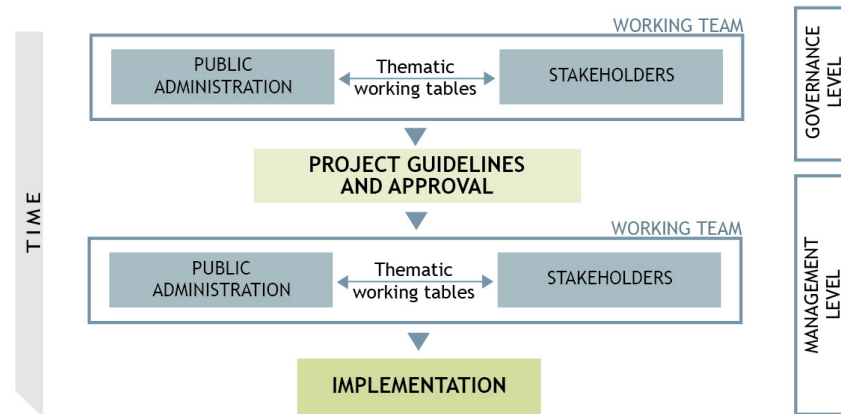 WORKING TEAM
PUBLIC
ADMINISTRATION
Thematic
working tables
STAKEHOLDERS
PROJECT GUIDELINES
AND APPROVAL
WORKING TEAM
PUBLIC
ADMINISTRATION
Thematic
working tables
STAKEHOLDERS
IMPLEMENTATION
TIME
GOVERNANCE
LEVEL
MANAGEMENT
LEVEL